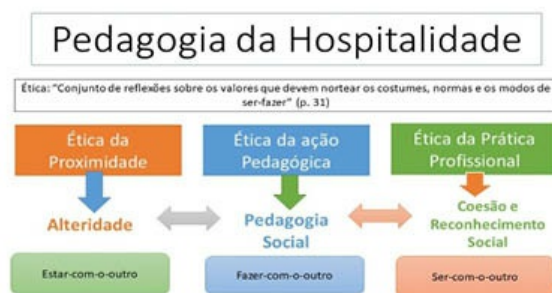 Pedagogia da Hospitalidade
Ética: “Conjunto de reflexões sobre os valores que devem nortear os costumes, normas e os modos de
ser-fazer” (p. 31)
Ética da
Proximidade
Ética da ação
Pedagógica
Ética da Prática
Profissional
Alteridade
Pedagogia
Social
Coesão e
Reconhecimento
Social
Estar-com-o-outro
Fazer-com-o-outro
Ser-com-o-outro